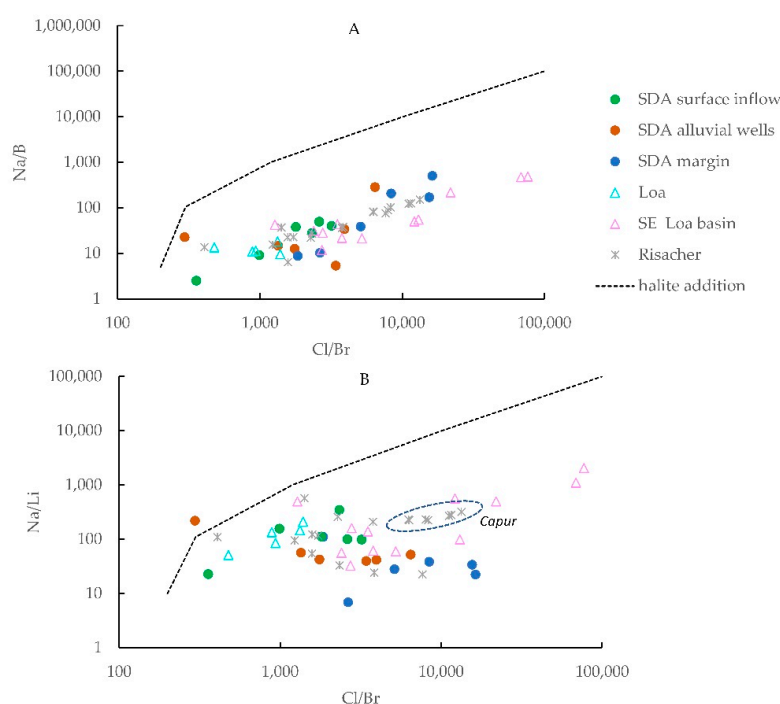 A
1,000,000
100,000
10,000
1,000
100
10
1
Na/B
100
1,000
10,000
100,000
Cl/Br
SDA surface inflow
SDA alluvial wells
SDA margin
Loa
SE Loa basin
Risacher
halite addition
B
100,000
10,000
1,000
100
10
1
Na/Li
Capur
100
1,000
10,000
100,000
Cl/Br